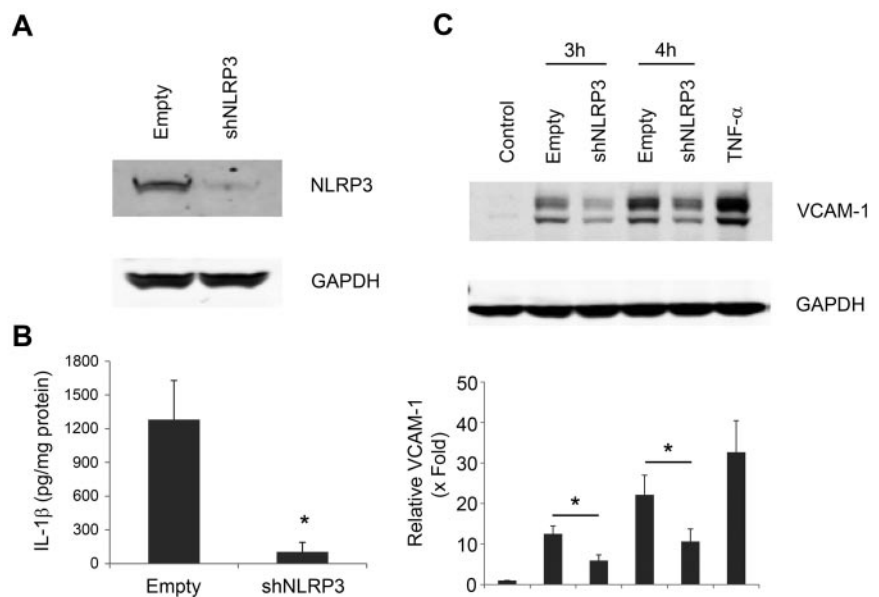 A
Empty
shNLRP3
NLRP3
GAPDH
B
IL-1β (pg/mg protein)
1800
1500
1200
900
600
300
0
*
Empty
shNLRP3
C
3h
4h
Control
Empty
shNLRP3
Empty
shNLRP3
TNF-α
VCAM-1
GAPDH
Relative VCAM-1
(x Fold)
50
40
30
20
10
0
*
*